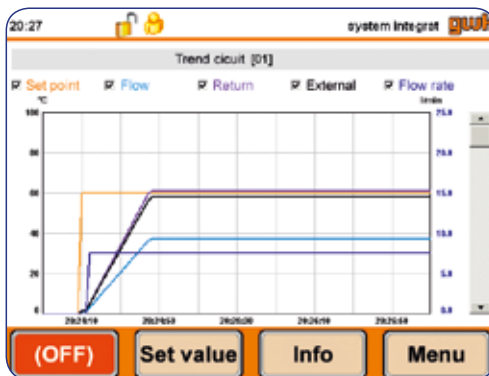 20:27 system integrat gwk
Trend cicuit [01]
Set point Flow Return External Flow rate
°C l/min
100 25.0
80 20.0
60 15.0
40 10.0
20 5.0
0 0.0
(OFF) Set value Info Menu